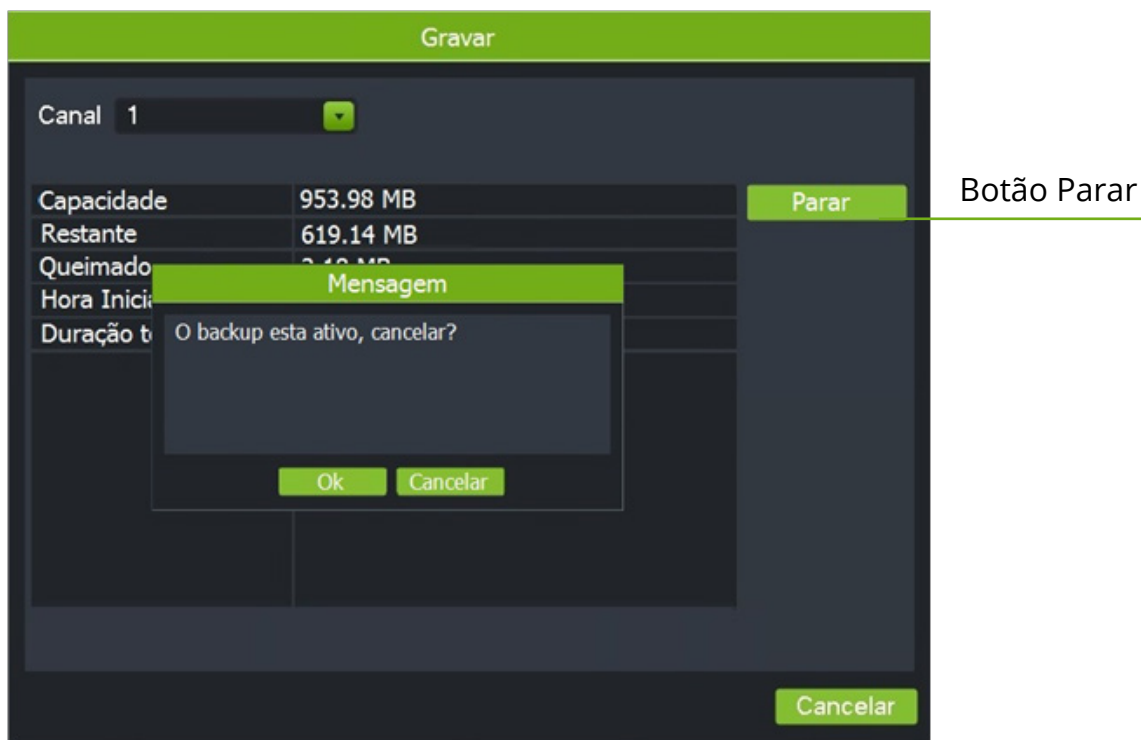 Gravar
Canal 1
Capacidade 953.98 MB
Parar
Botão Parar
Restante 619.14 MB
Queimado
Hora
Mensagem
Duração
O backup esta ativo, cancelar?
Ok Cancelar
Cancelar